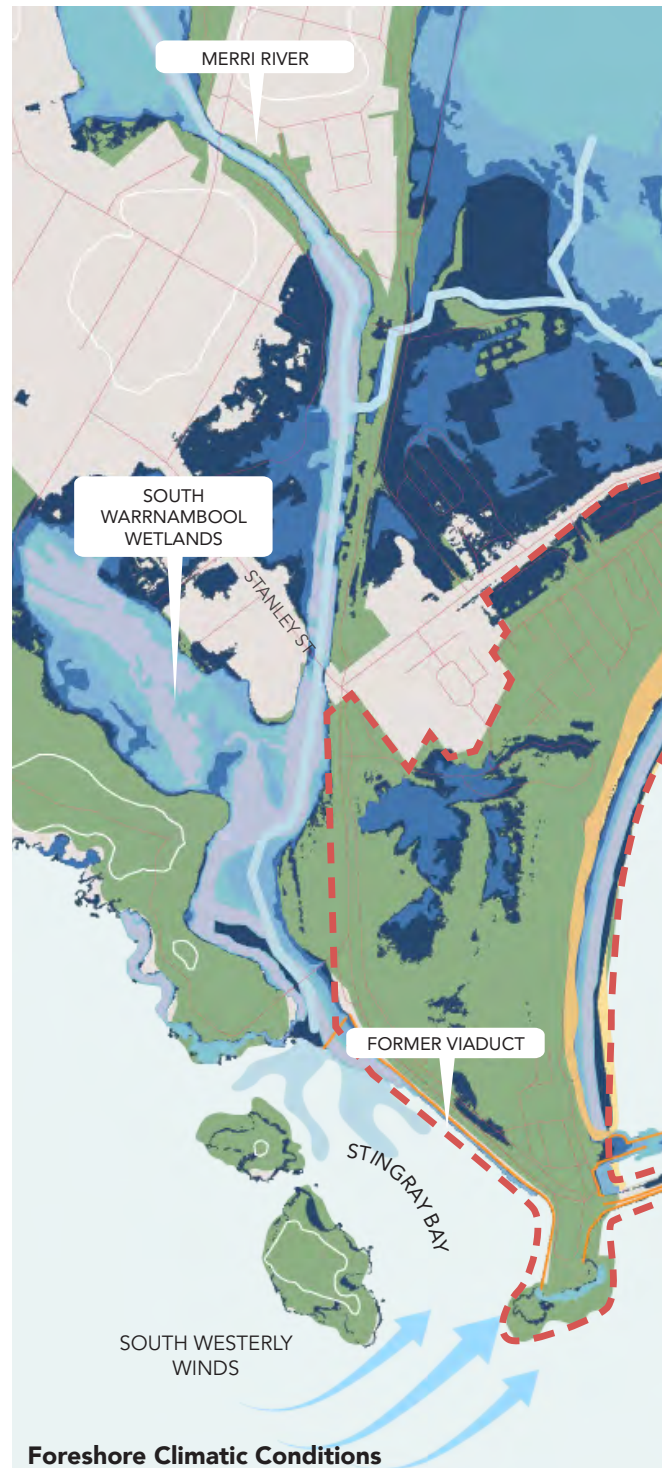 MERRI RIVER
SOUTH
WARRNAMBOOL
WETLANDS
STANLEY ST
FORMER VIADUCT
STINGRAY BAY
SOUTH WESTERLY
WINDS
Foreshore Climatic Conditions